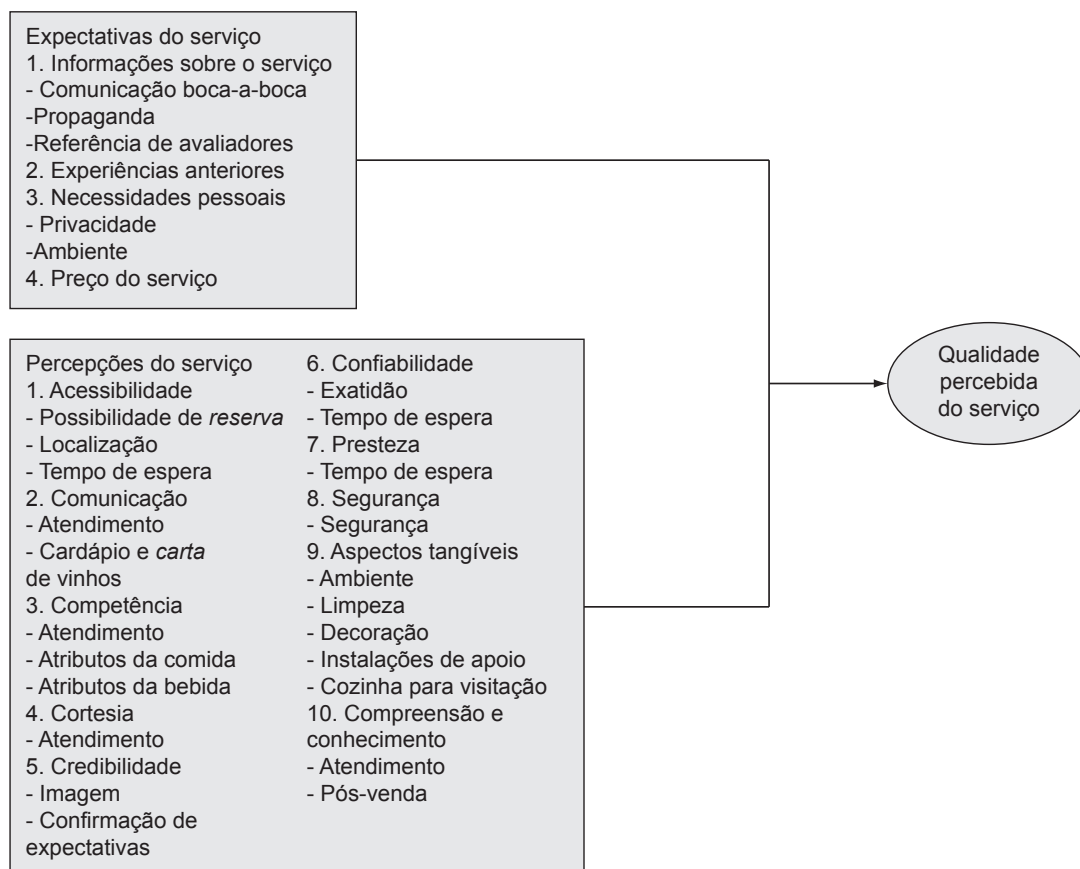 Expectativas do serviço
1. Informações sobre o serviço
- Comunicação boca-a-boca
-Propaganda
-Referência de avaliadores
2. Experiências anteriores
3. Necessidades pessoais
- Privacidade
-Ambiente
4. Preço do serviço
Percepções do serviço
1. Acessibilidade
- Possibilidade de reserva
- Localização
- Tempo de espera
2. Comunicação
- Atendimento
- Cardápio e carta
de vinhos
3. Competência
- Atendimento
- Atributos da comida
- Atributos da bebida
4. Cortesia
- Atendimento
5. Credibilidade
- Imagem
- Confirmação de
expectativas
6. Confiabilidade
- Exatidão
- Tempo de espera
7. Presteza
- Tempo de espera
8. Segurança
- Segurança
9. Aspectos tangíveis
- Ambiente
- Limpeza
- Decoração
- Instalações de apoio
- Cozinha para visitação
10. Compreensão e
conhecimento
- Atendimento
- Pós-venda
Qualidade
percebida
do serviço